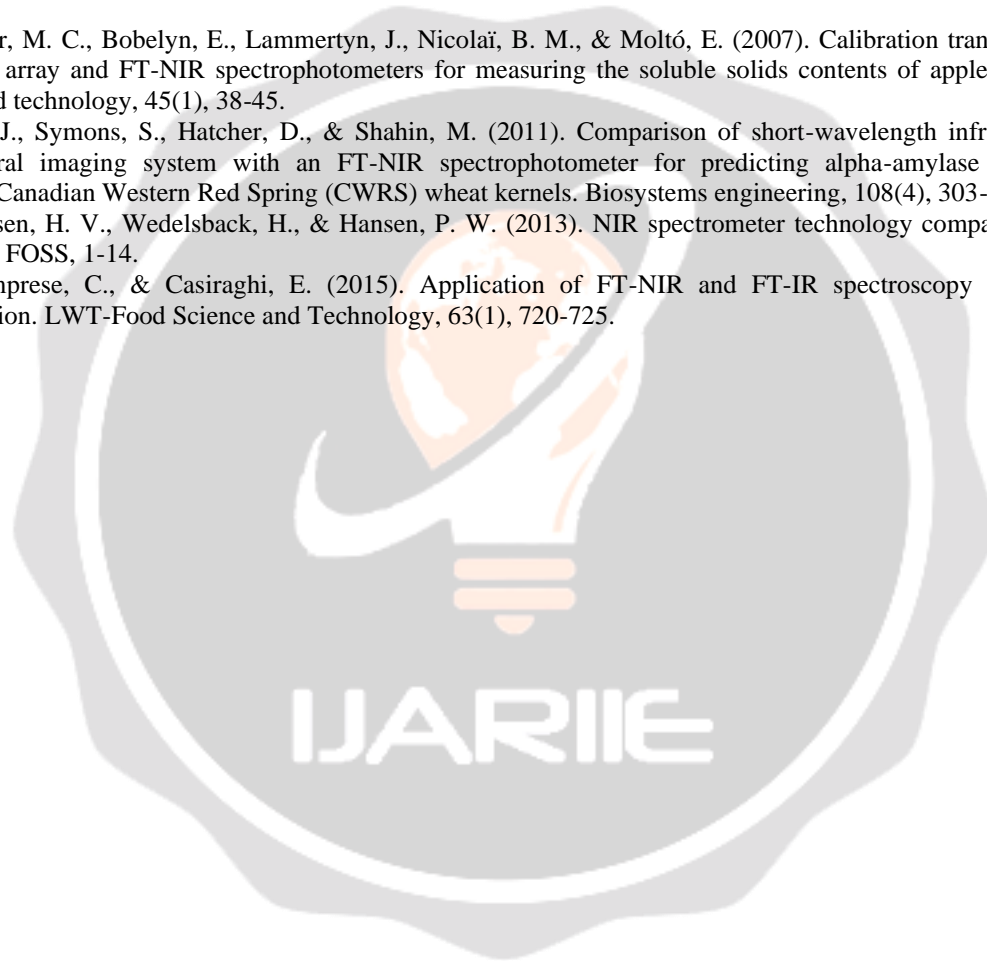 r, M. C., Bobelyn, E., Lammertyn, J., Nicolaï, B. M., & Moltó, E. (2007). Calibration tran
array and FT-NIR spectrophotometers for measuring the soluble solids contents of apple
d technology, 45(1), 38-45.
J., Symons, S., Hatcher, D., & Shahin, M. (2011). Comparison of short-wavelength infr
ral imaging system with an FT-NIR spectrophotometer for predicting alpha-amylase
Canadian Western Red Spring (CWRS) wheat kernels. Biosystems engineering, 108(4), 303-
sen, H. V., Wedelsback, H., & Hansen, P. W. (2013). NIR spectrometer technology compa
FOSS, 1-14.
nprese, C., & Casiraghi, E. (2015). Application of FT-NIR and FT-IR spectroscopy
ion. LWT-Food Science and Technology, 63(1), 720-725.
IJARIIE